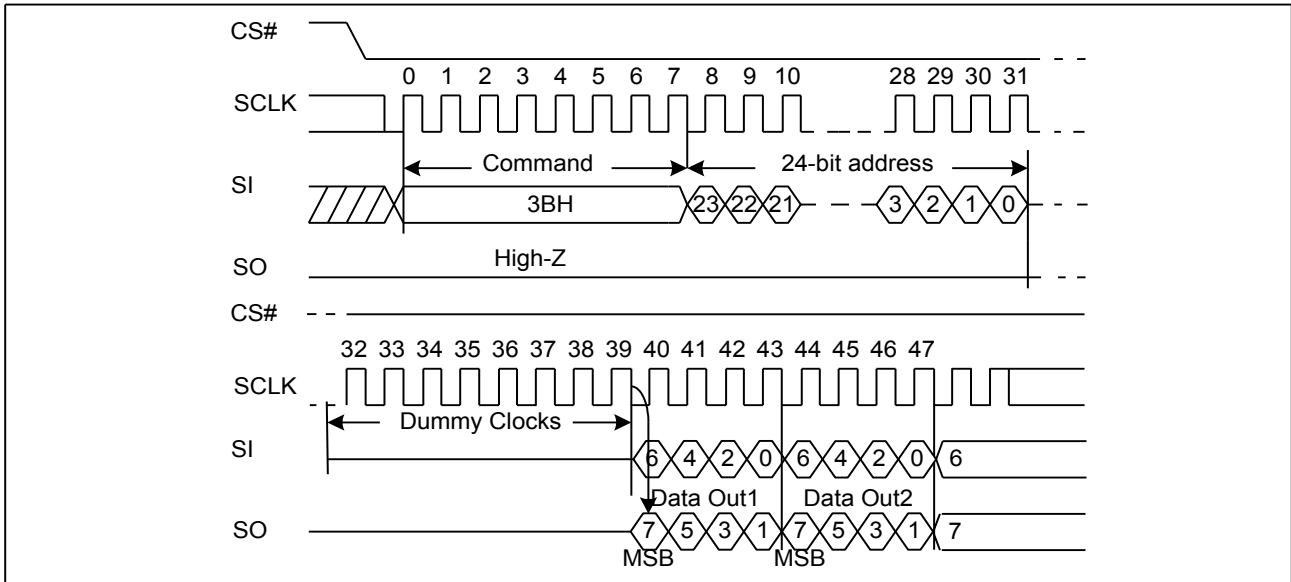 CS#
0 1 2 3 4 5 6 7 8 9 10 28 29 30 31
SCLK
Command 24-bit address
SI
3BH 23 22 21 3 2 1 0
High-Z
SO
CS#
32 33 34 35 36 37 38 39 40 41 42 43 44 45 46 47
SCLK
Dummy Clocks
SI
6 4 2 0 6 4 2 0 6
Data Out1 Data Out2
SO
7 5 3 1 7 5 3 1 7
MSB MSB